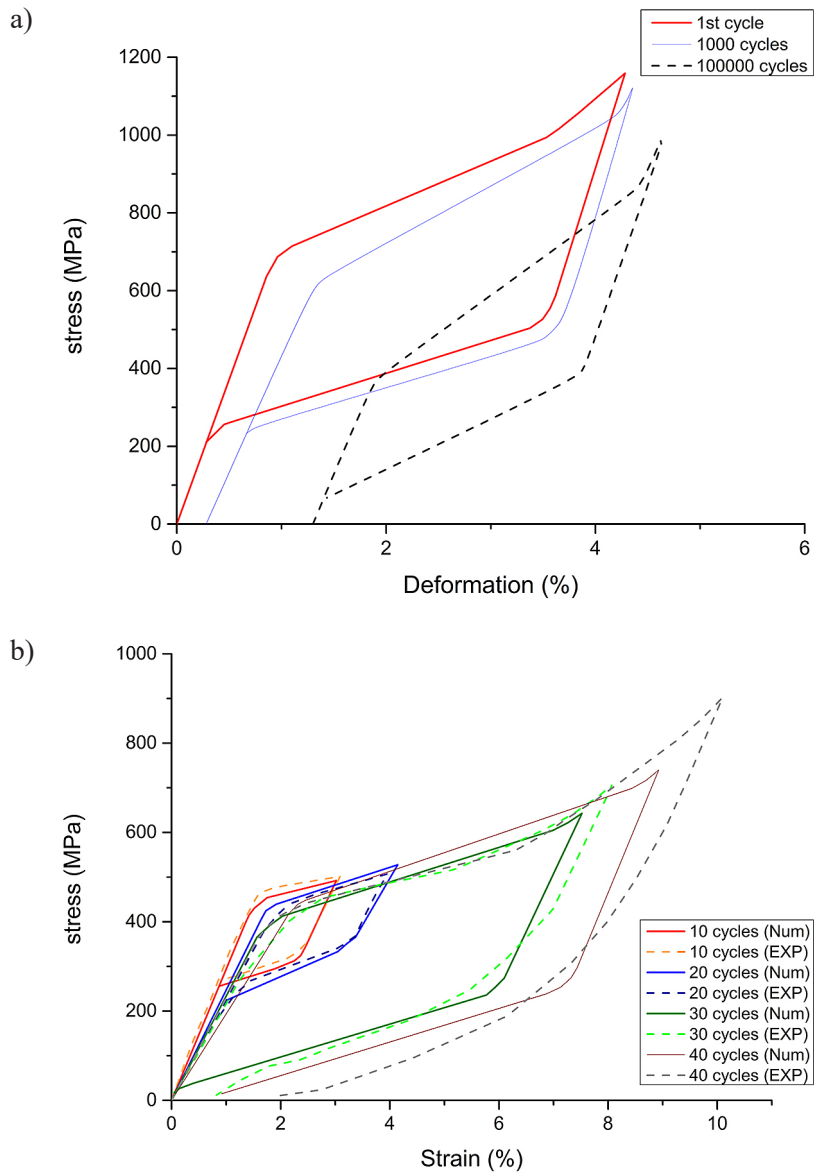 a)
1st cycle
1000 cycles
100000 cycles
1200
1000
800
600
400
200
0
stress (MPa)
0 2 4 6
Deformation (%)
b)
1000
800
600
400
200
0
stress (MPa)
10 cycles (Num)
10 cycles (EXP)
20 cycles (Num)
20 cycles (EXP)
30 cycles (Num)
30 cycles (EXP)
40 cycles (Num)
40 cycles (EXP)
0 2 4 6 8 10
Strain (%)